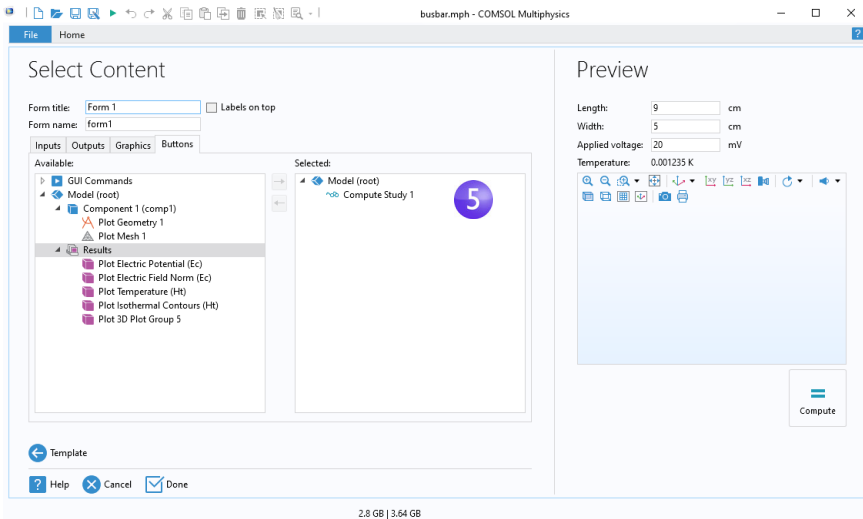 busbar.mph - COMSOL Multiphysics
File Home
?
Select Content
Form title: Form 1 Labels on top
Form name: form1
Inputs Outputs Graphics Buttons
Available:
GUI Commands
Model (root)
Component 1 (comp1)
Plot Geometry 1
Plot Mesh 1
Results
Plot Electric Potential (Ec)
Plot Electric Field Norm (Ec)
Plot Temperature (Ht)
Plot Isothermal Contours (Ht)
Plot 3D Plot Group 5
Selected:
Model (root)
Compute Study 1
5
Template
? Help Cancel Done
Preview
Length: 9 cm
Width: 5 cm
Applied voltage: 20 mV
Temperature: 0.001235 K
xy yz xz
Compute
2.8 GB | 3.64 GB